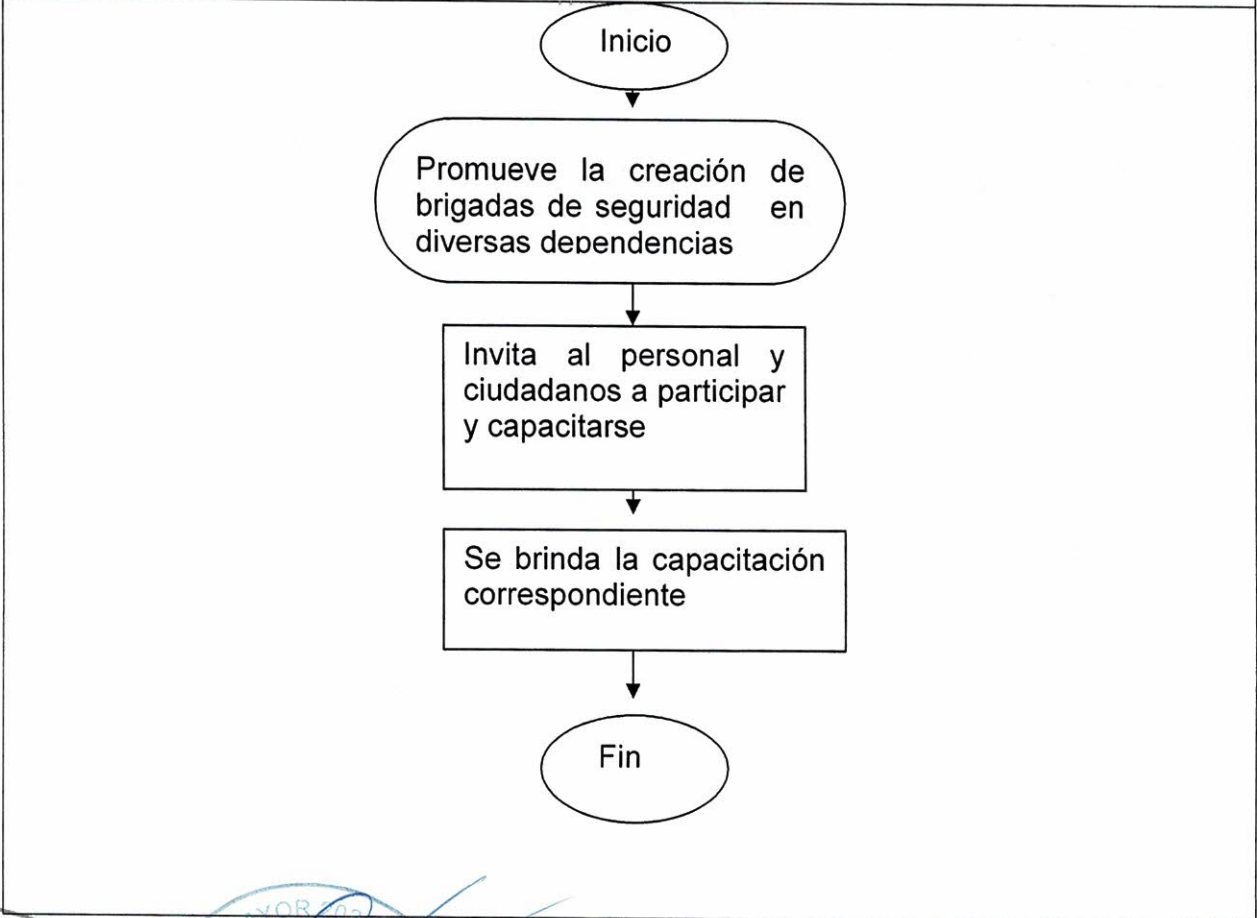 Inicio
Promueve la creación de
brigadas de seguridad en
diversas dependencias
Invita al personal y
ciudadanos a participar
y capacitarse
Se brinda la capacitación
correspondiente
Fin